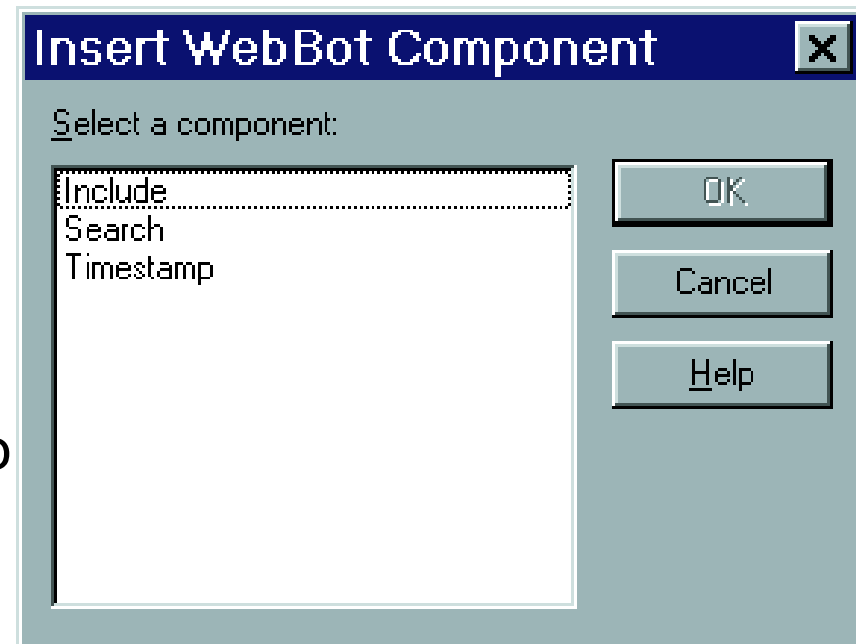 Insert WebBot Component
Select a component:
Include
Search
Timestamp
OK
Cancel
Help